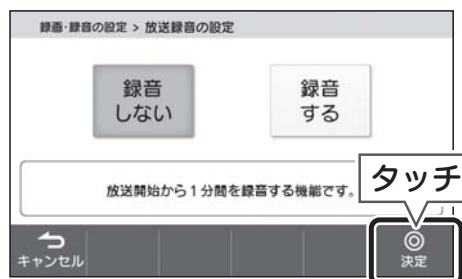 録画・録音の設定 > 放送録音の設定
録音
しない
録音
する
放送開始から1分間を録音する機能です。
タッチ
キャンセル
決定